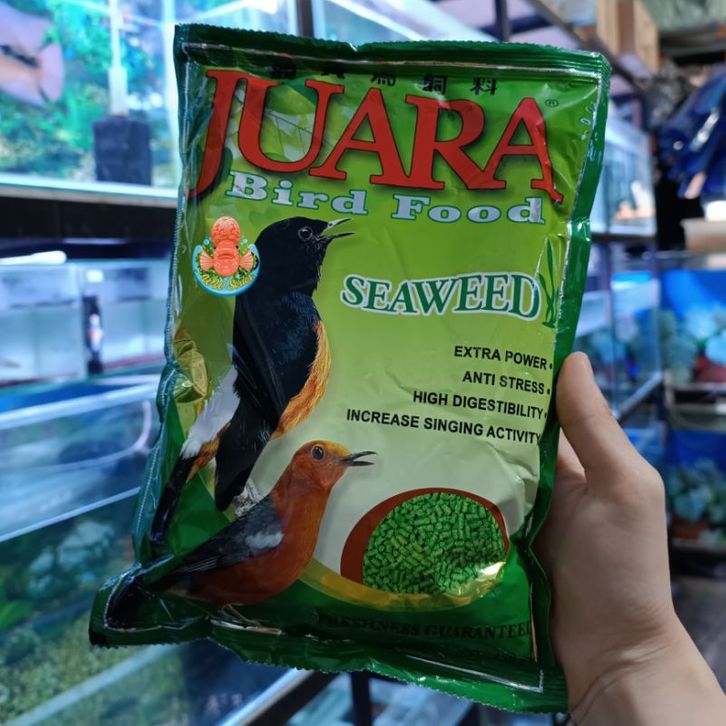 JUARA®
Bird Food
SEAWEED
EXTRA POWER •
ANTI STRESS •
HIGH DIGESTIBILITY •
INCREASE SINGING ACTIVITY
FRESHNESS GUARANTEED